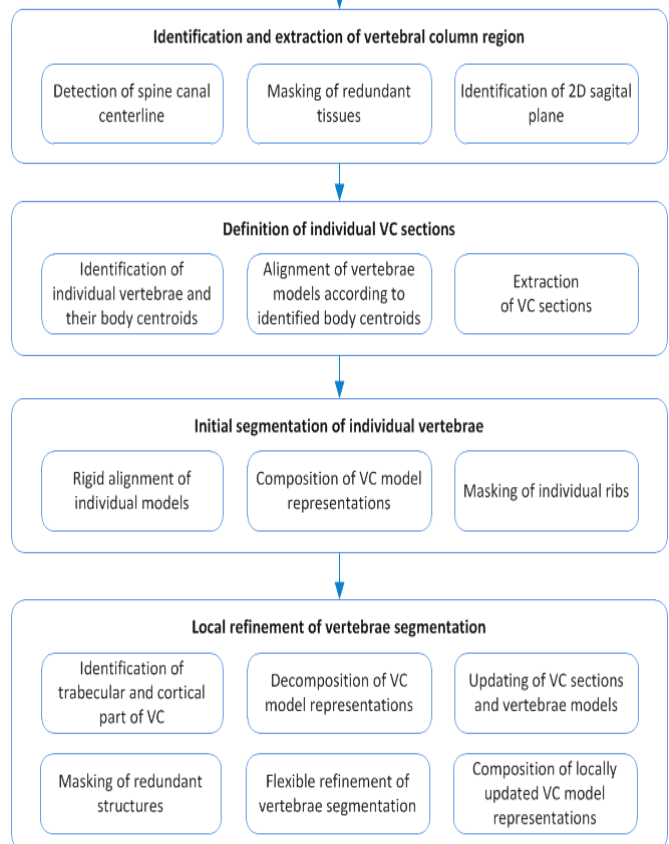 Identification and extraction of vertebral column region
Detection of spine canal
centerline
Masking of redundant
tissues
Identification of 2D sagital
plane
Definition of individual VC sections
Identification of
individual vertebrae and
their body centroids
Alignment of vertebrae
models according to
identified body centroids
Extraction
of VC sections
Initial segmentation of individual vertebrae
Rigid alignment of
individual models
Composition of VC model
representations
Masking of individual ribs
Local refinement of vertebrae segmentation
Identification of
trabecular and cortical
part of VC
Decomposition of VC
model representations
Updating of VC sections
and vertebrae models
Masking of redundant
structures
Flexible refinement of
vertebrae segmentation
Composition of locally
updated VC model
representations